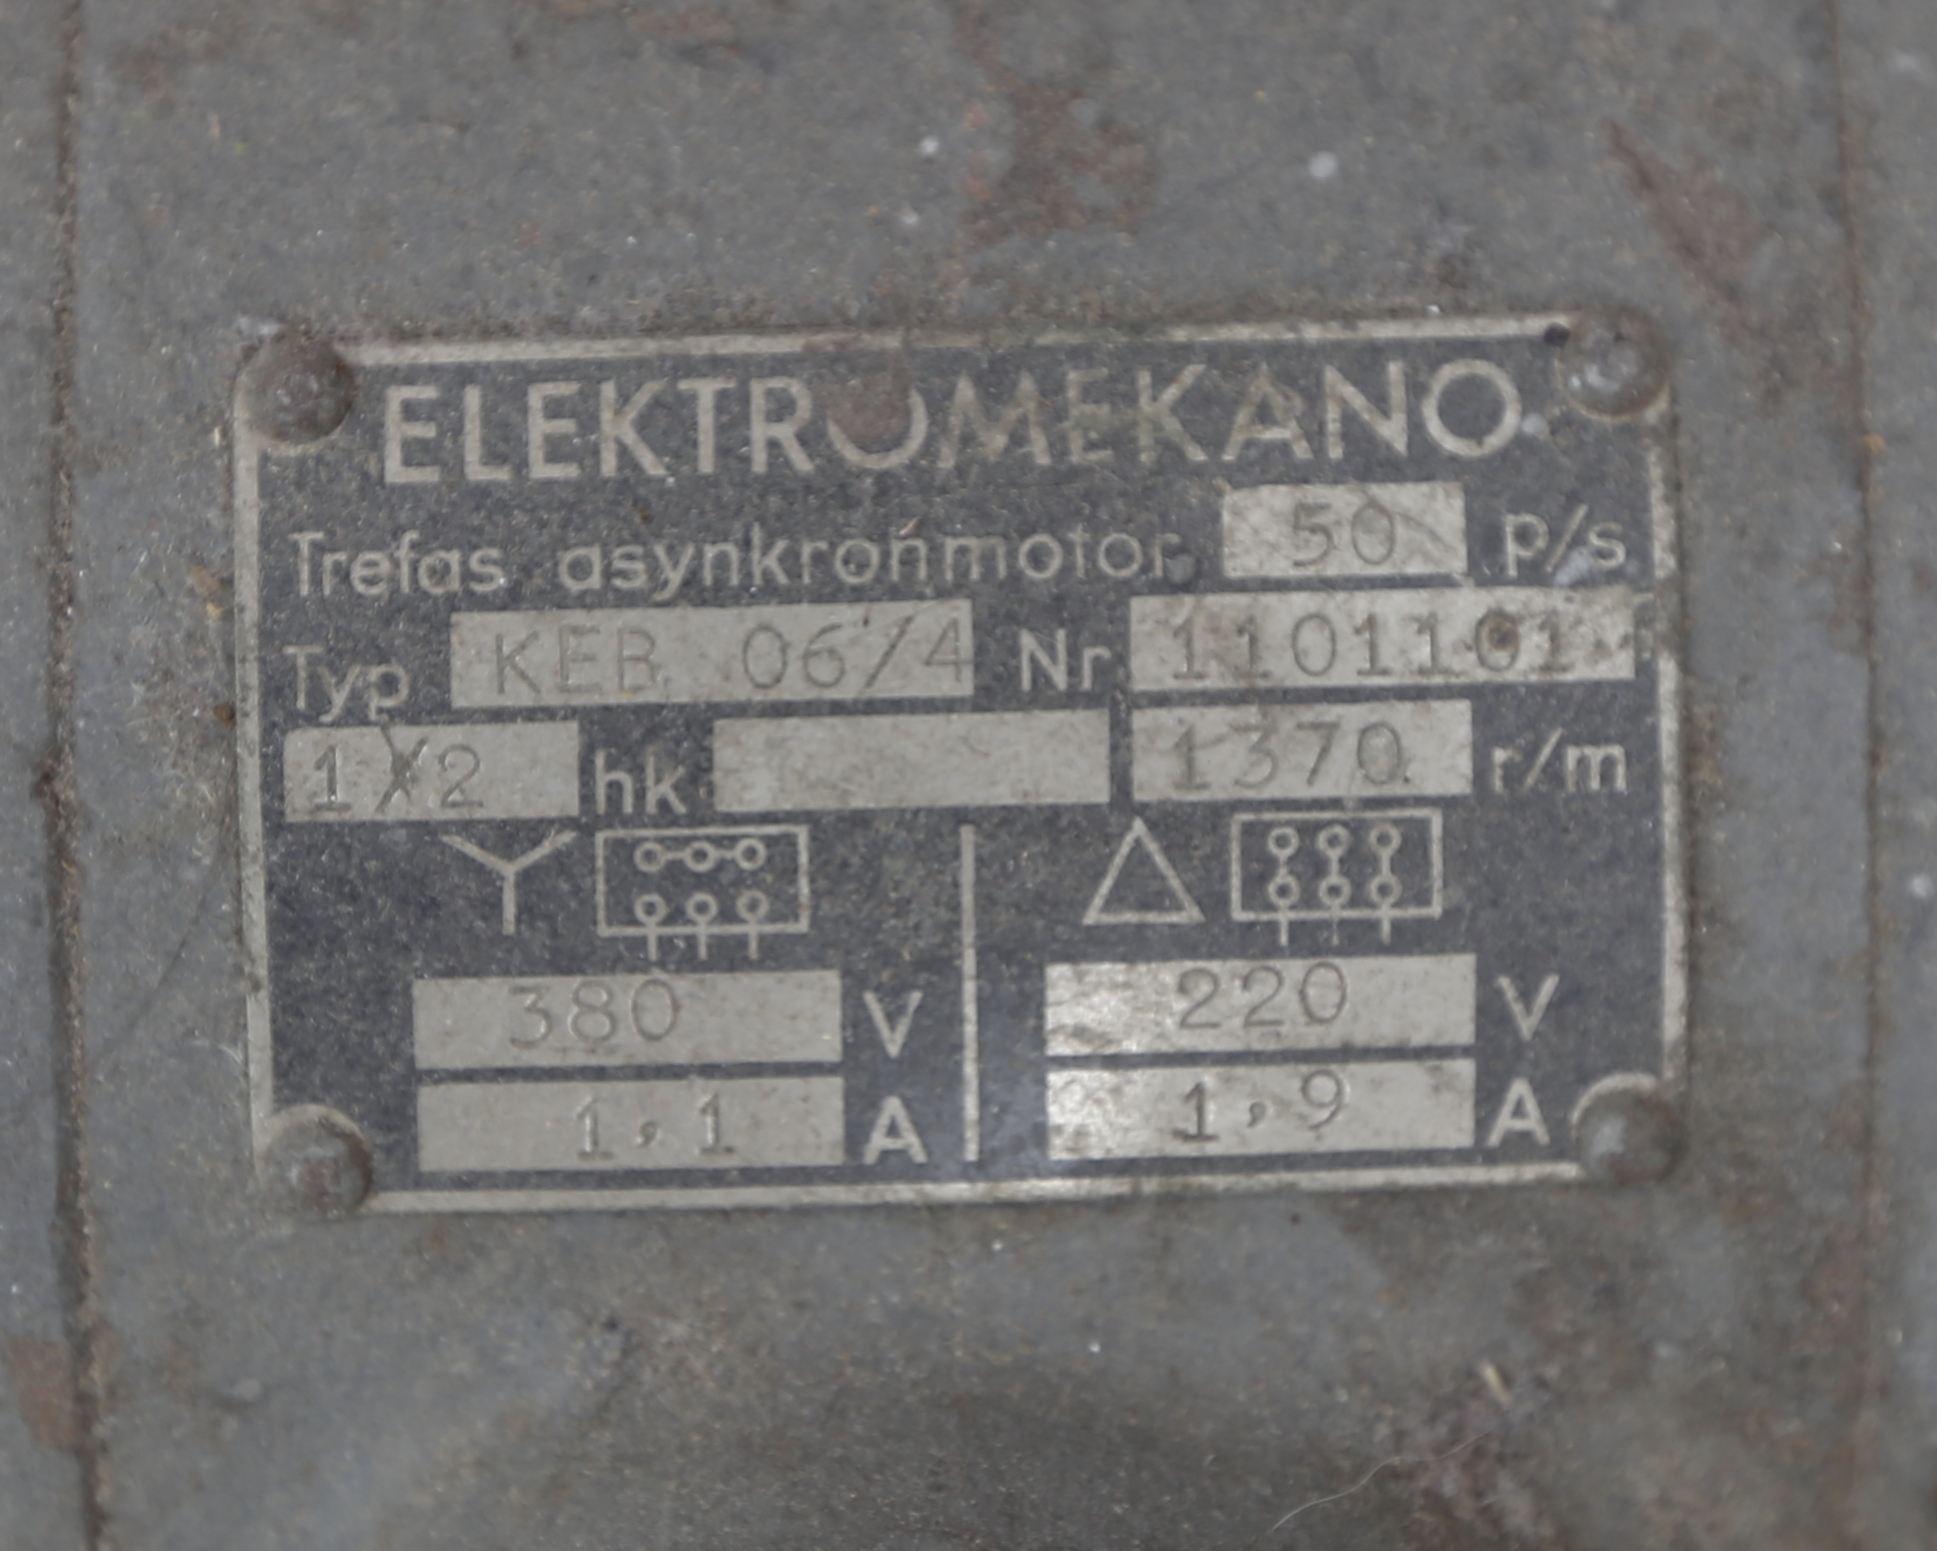 ELEKTROMEKANO
Trefas asynkronmotor 50 p/s
Typ KEB 06/4 Nr 1101101
1/2 hk 1370 r/m
380 V 220 V
1,1 A 1,9 A